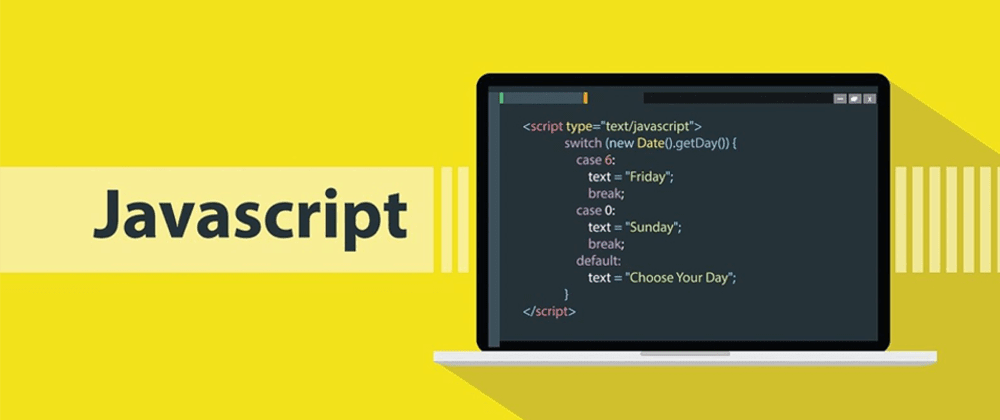 Javascript
<script type="text/javascript">
switch (new Date().getDay()) {
case 6:
text = "Friday";
break;
case 0:
text = "Sunday";
break;
default:
text = "Choose Your Day";
}
</script>